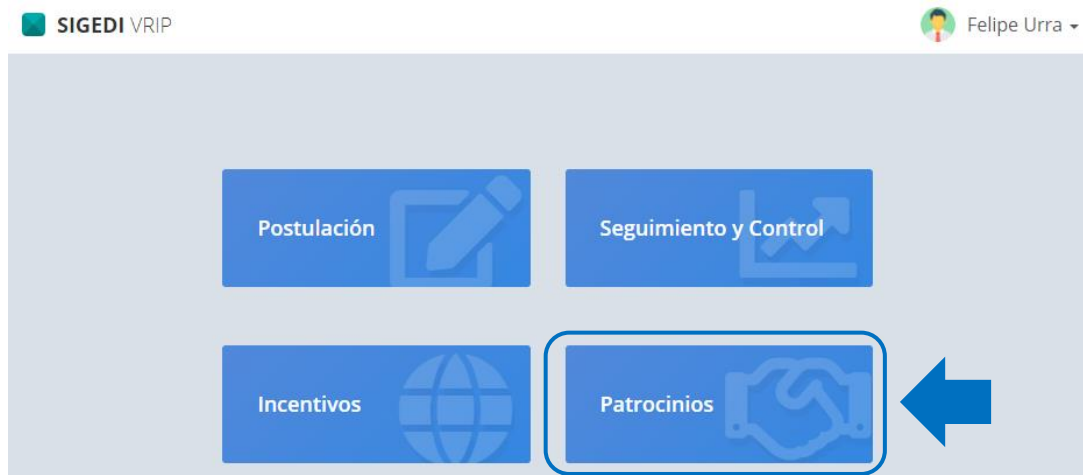 SIGEDI VRIP
Felipe Urra
Postulación
Seguimiento y Control
Incentivos
Patrocinios